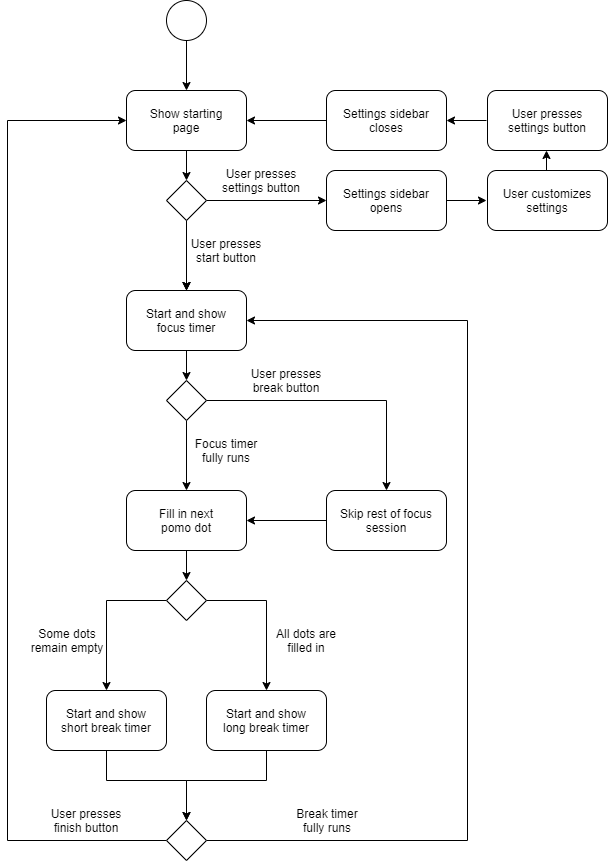 Show starting
page
Settings sidebar
closes
User presses
settings button
User presses
settings button
Settings sidebar
opens
User customizes
settings
User presses
start button
Start and show
focus timer
User presses
break button
Focus timer
fully runs
Fill in next
pomo dot
Skip rest of focus
session
Some dots
remain empty
All dots are
filled in
Start and show
short break timer
Start and show
long break timer
User presses
finish button
Break timer
fully runs